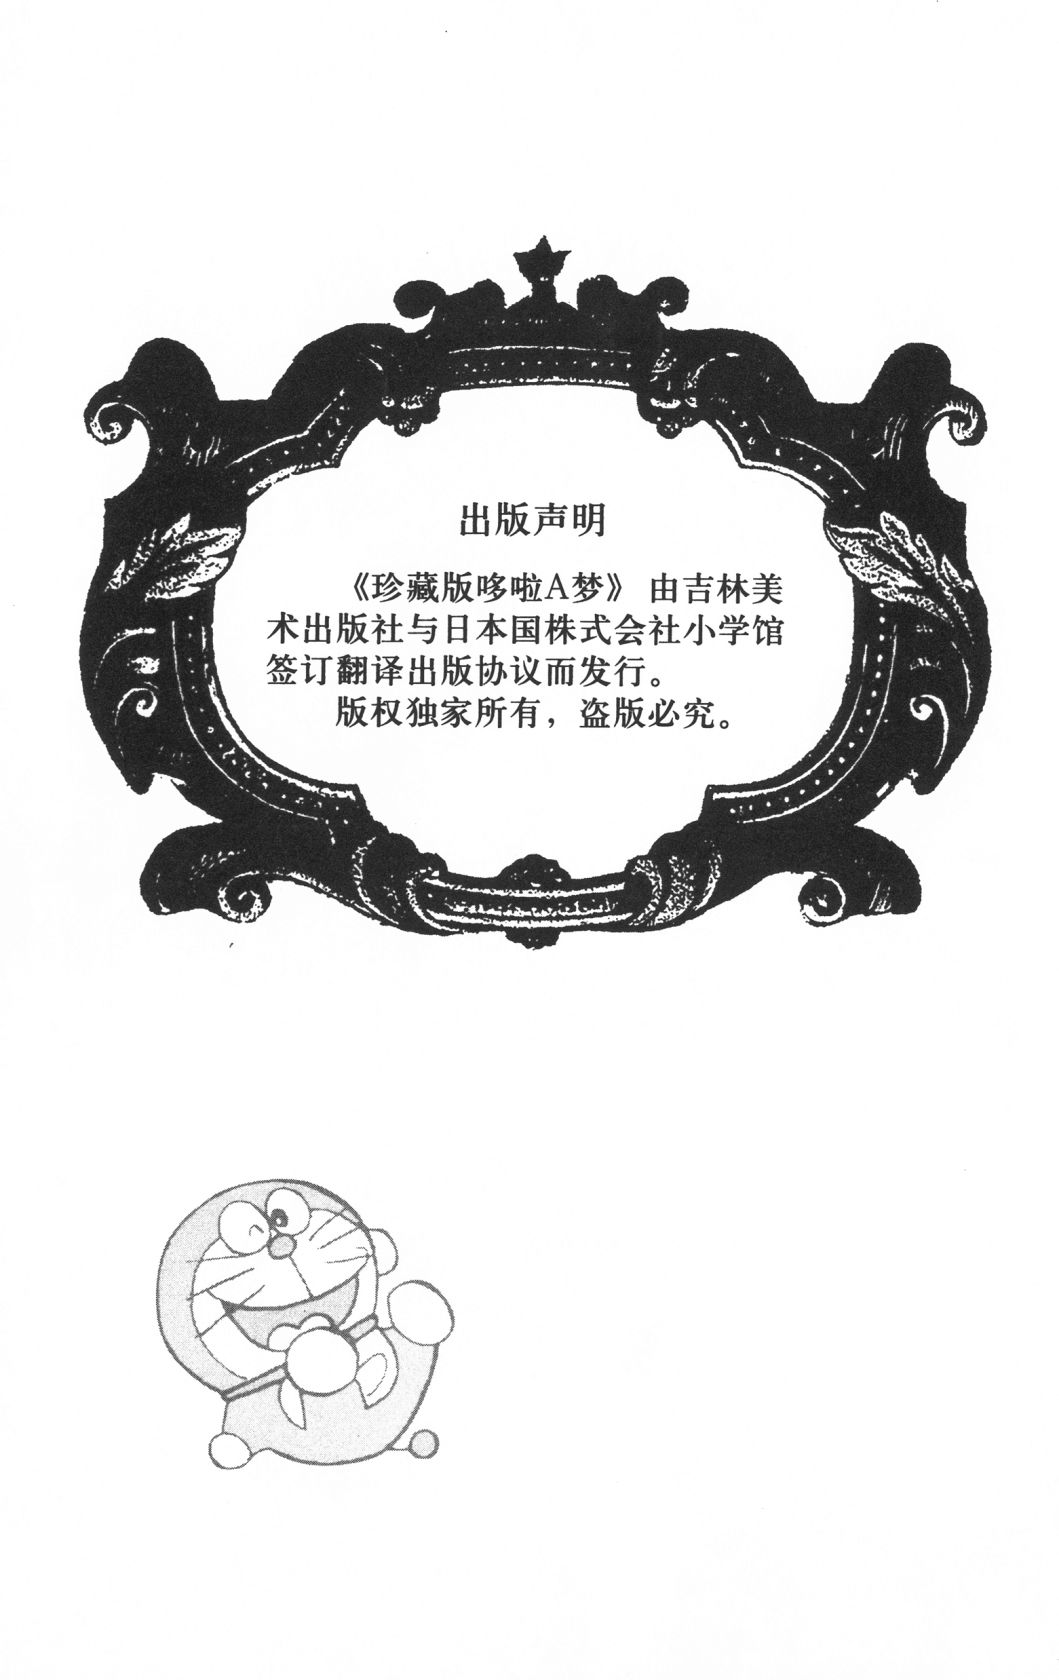 出版声明
《珍藏版哆啦A梦》 由吉林美
术出版社与日本国株式会社小学馆
签订翻译出版协议而发行。
版权独家所有，盗版必究。